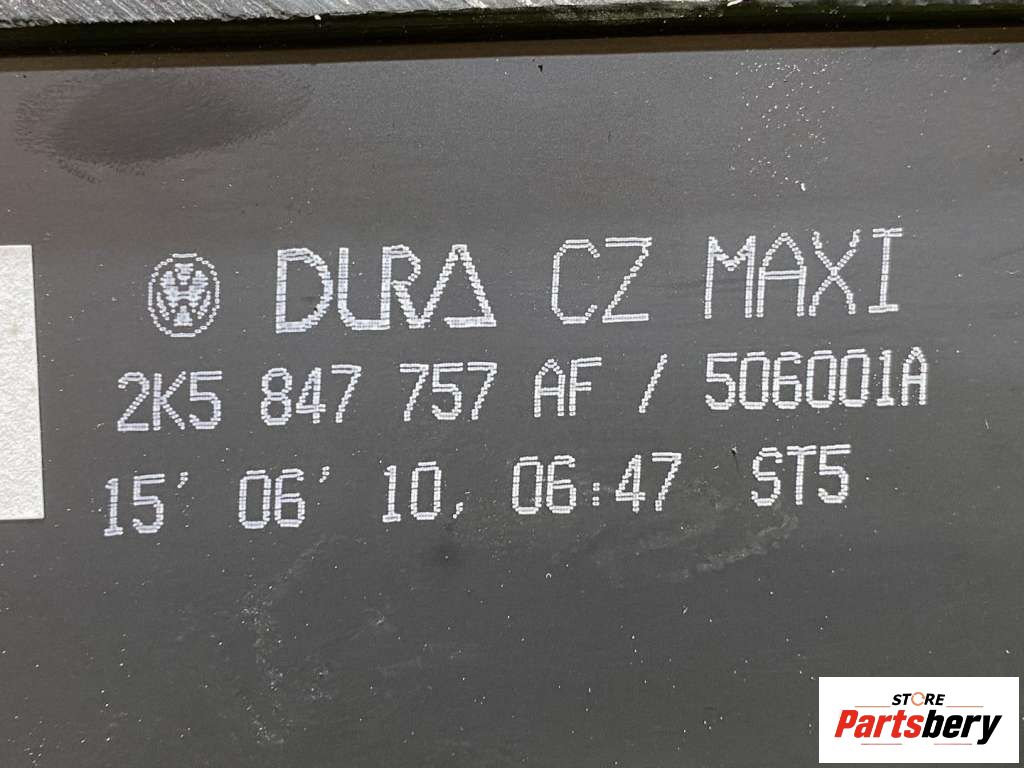 DURA CZ MAXI
2K5 847 757 AF / 506001A
15' 06' 10, 06:47 ST5
STORE
Partsbery